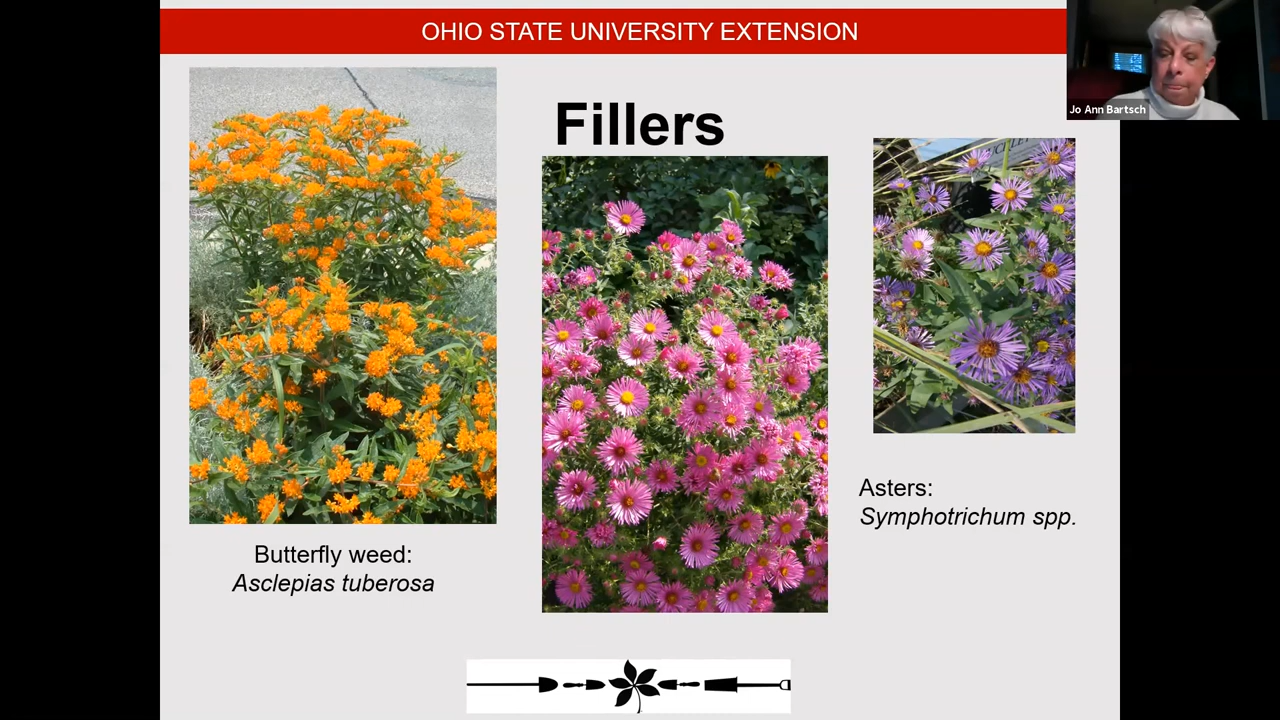 OHIO STATE UNIVERSITY EXTENSION
Jo Ann Bartsch
Fillers
Butterfly weed:
Asclepias tuberosa
Asters:
Symphotrichum spp.